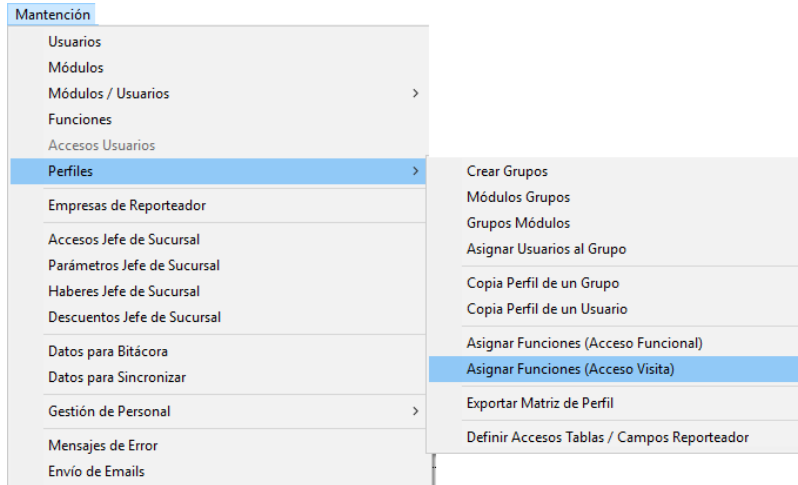 Mantención
Usuarios
Módulos
Módulos / Usuarios
Funciones
Accesos Usuarios
Perfiles
Empresas de Reporteador
Accesos Jefe de Sucursal
Parámetros Jefe de Sucursal
Haberes Jefe de Sucursal
Descuentos Jefe de Sucursal
Datos para Bitácora
Datos para Sincronizar
Gestión de Personal
Mensajes de Error
Envío de Emails
Crear Grupos
Módulos Grupos
Grupos Módulos
Asignar Usuarios al Grupo
Copia Perfil de un Grupo
Copia Perfil de un Usuario
Asignar Funciones (Acceso Funcional)
Asignar Funciones (Acceso Visita)
Exportar Matriz de Perfil
Definir Accesos Tablas / Campos Reporteador